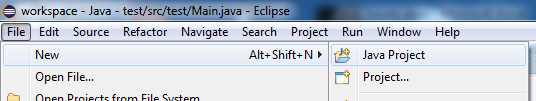 workspace - Java - test/src/test/Main.java - Eclipse
File Edit Source Refactor Navigate Search Project Run Window Help
New Alt+Shift+N Java Project
Open File... Project...
Open Projects from File System